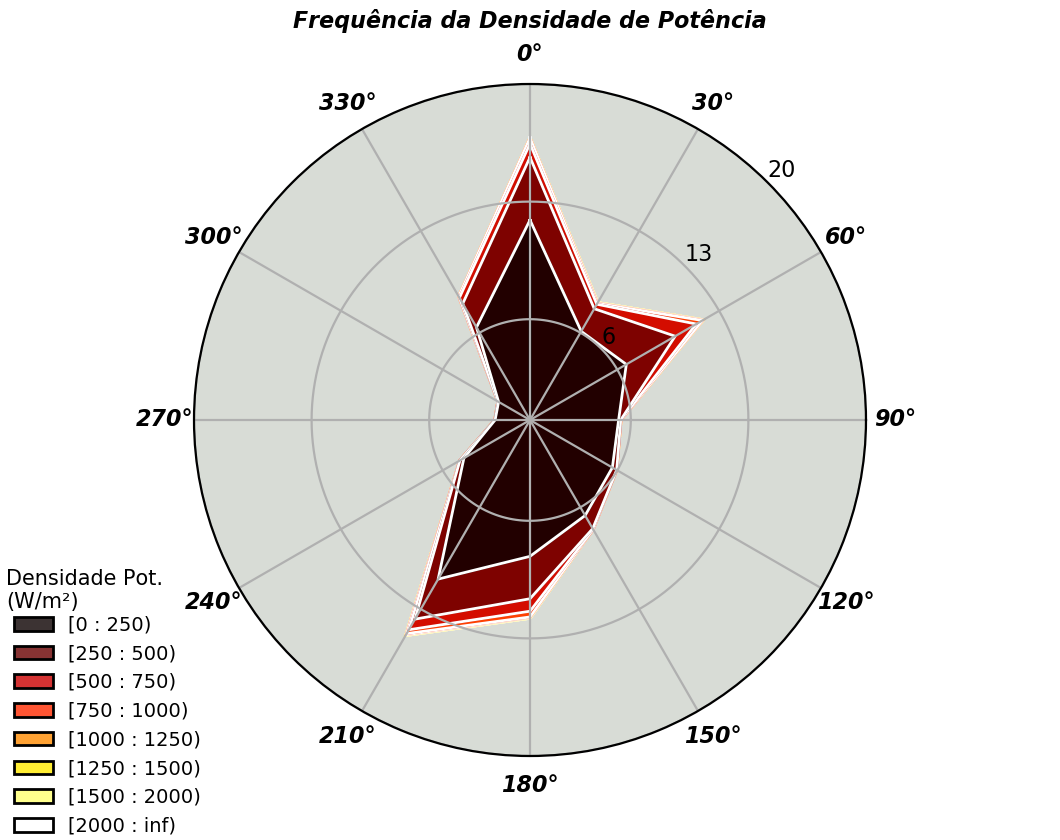 Frequência da Densidade de Potência
0°
330°
30°
20
300°
60°
13
6
270°
90°
Densidade Pot.
(W/m²)
240°
120°
[0 : 250)
[250 : 500)
[500 : 750)
[750 : 1000)
210°
150°
[1000 : 1250)
[1250 : 1500)
180°
[1500 : 2000)
[2000 : inf)